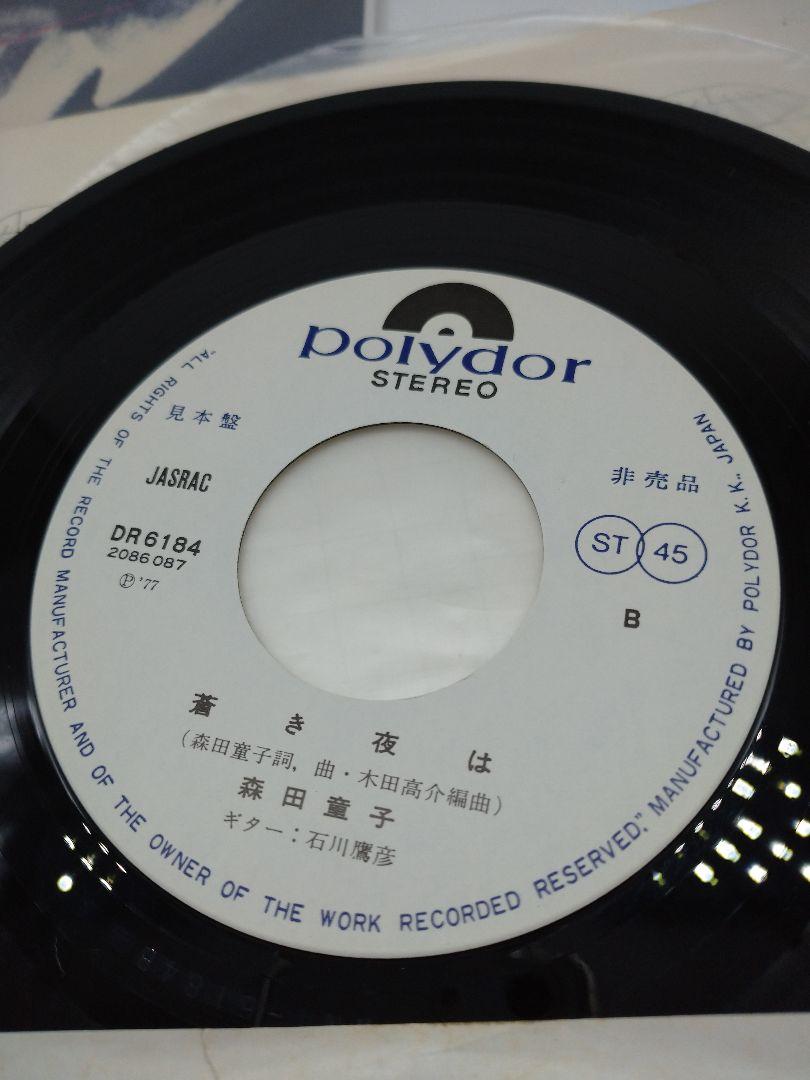 polydor
STEREO
見本盤
JASRAC
DR6184
2086087
Ⓟ'77
非売品
ST 45
B
蒼き夜は
(森田童子詞,曲・木田高介編曲)
森田童子
ギター:石川鷹彦
"ALL RIGHTS OF THE RECORD MANUFACTURER AND OF THE OWNER OF THE WORK RECORDED RESERVED," MANUFACTURED BY POLYDOR K.K., JAPAN